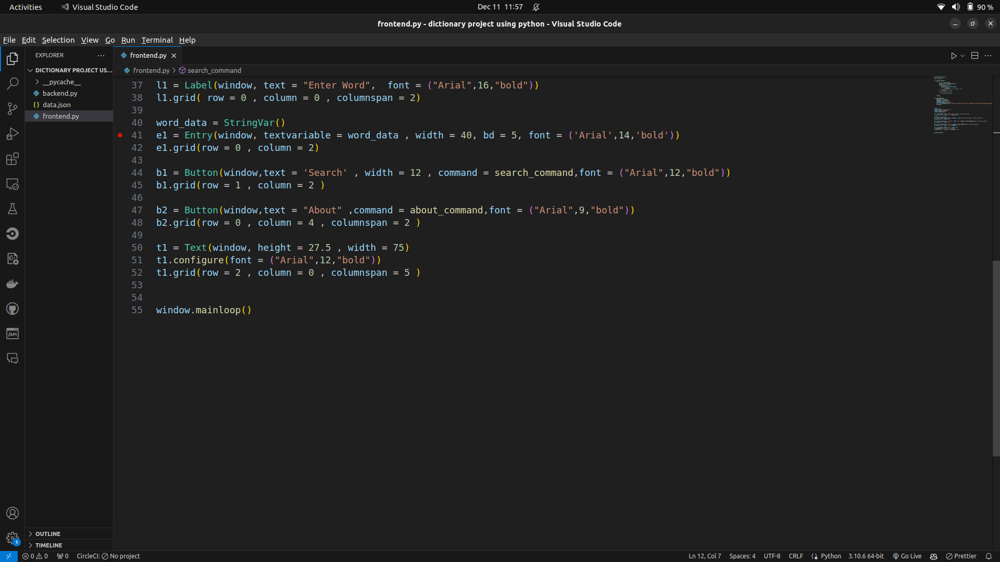 Activities
Visual Studio Code
Dec 11 11:57
90 %
frontend.py - dictionary project using python - Visual Studio Code
File Edit Selection View Go Run Terminal Help
EXPLORER
DICTIONARY PROJECT US...
__pycache__
backend.py
data.json
frontend.py
frontend.py
frontend.py > search_command
37 l1 = Label(window, text = "Enter Word",  font = ("Arial",16,"bold"))
38 l1.grid( row = 0 , column = 0 , columnspan = 2)
39
40 word_data = StringVar()
41 e1 = Entry(window, textvariable = word_data , width = 40, bd = 5, font = ('Arial',14,'bold'))
42 e1.grid(row = 0 , column = 2)
43
44 b1 = Button(window,text = 'Search' , width = 12 , command = search_command,font = ("Arial",12,"bold"))
45 b1.grid(row = 1 , column = 2 )
46
47 b2 = Button(window,text = "About" ,command = about_command,font = ("Arial",9,"bold"))
48 b2.grid(row = 0 , column = 4 , columnspan = 2 )
49
50 t1 = Text(window, height = 27.5 , width = 75)
51 t1.configure(font = ("Arial",12,"bold"))
52 t1.grid(row = 2 , column = 0 , columnspan = 5 )
53
54
55 window.mainloop()
/API
OUTLINE
TIMELINE
1
0 0 0 CircleCI: No project
Ln 12, Col 7 Spaces: 4 UTF-8 CRLF Python 3.10.6 64-bit Go Live Prettier